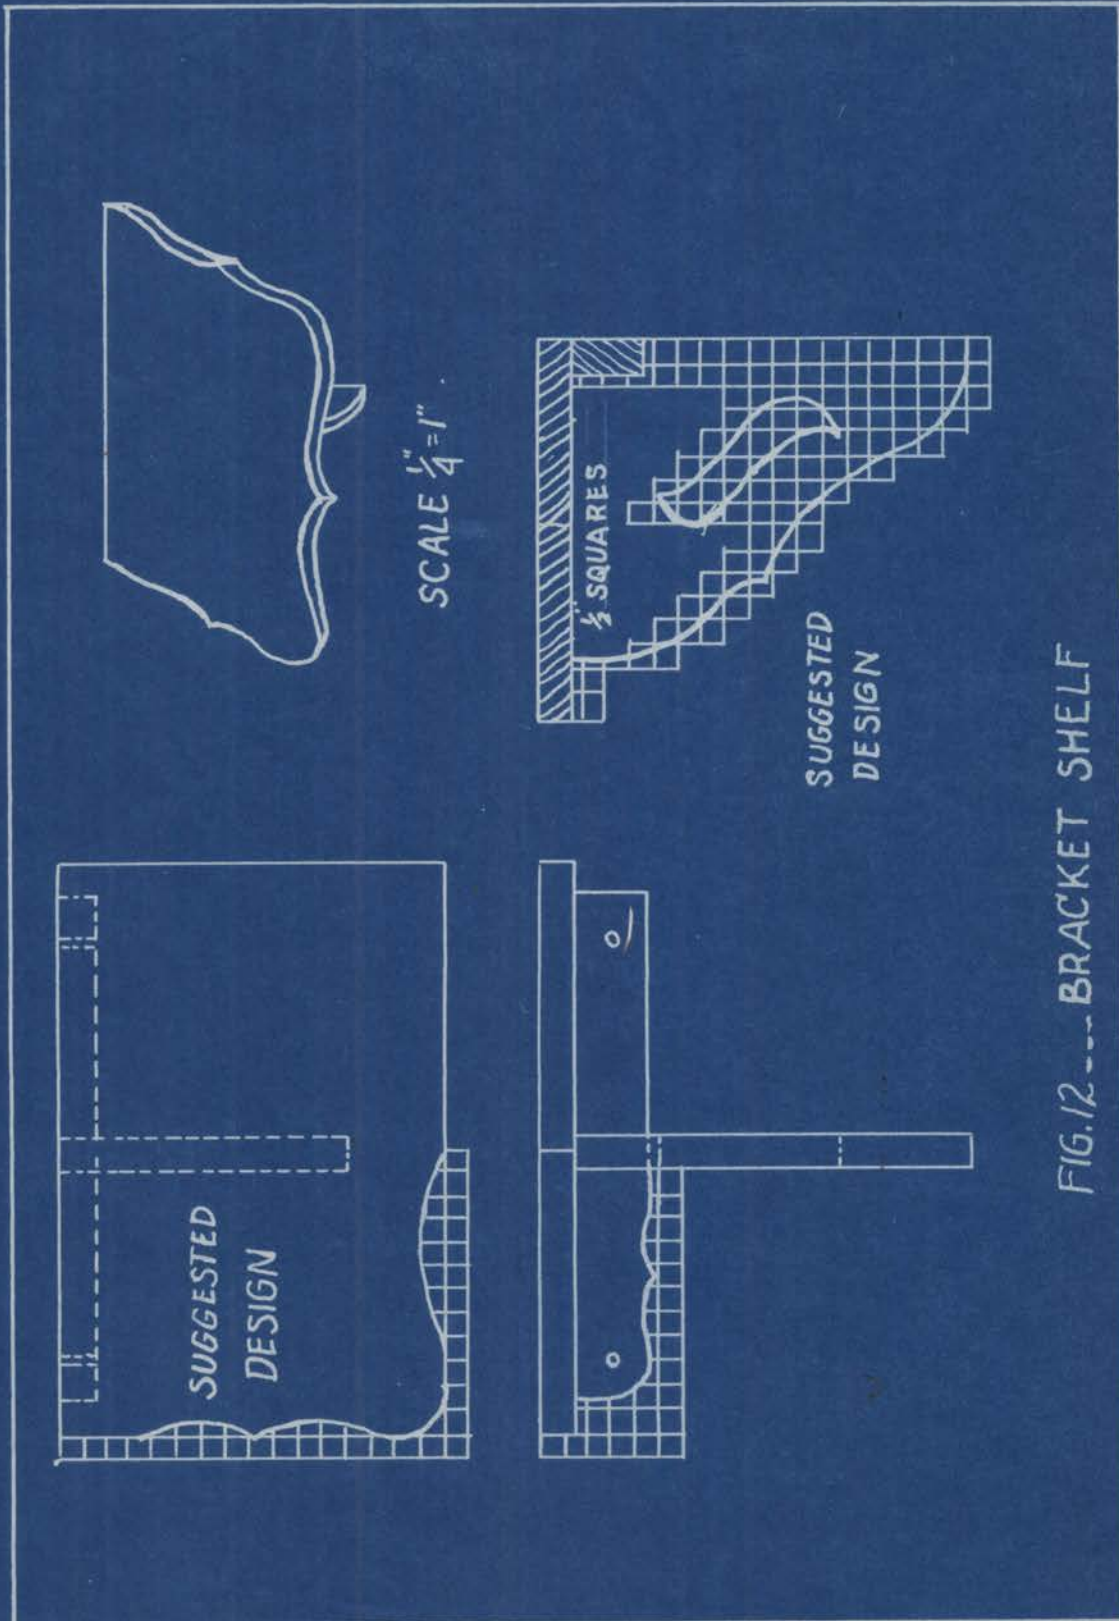 SUGGESTED
DESIGN
SCALE 1/4"=1"
1/2" SQUARES
SUGGESTED
DESIGN
FIG.12---BRACKET SHELF